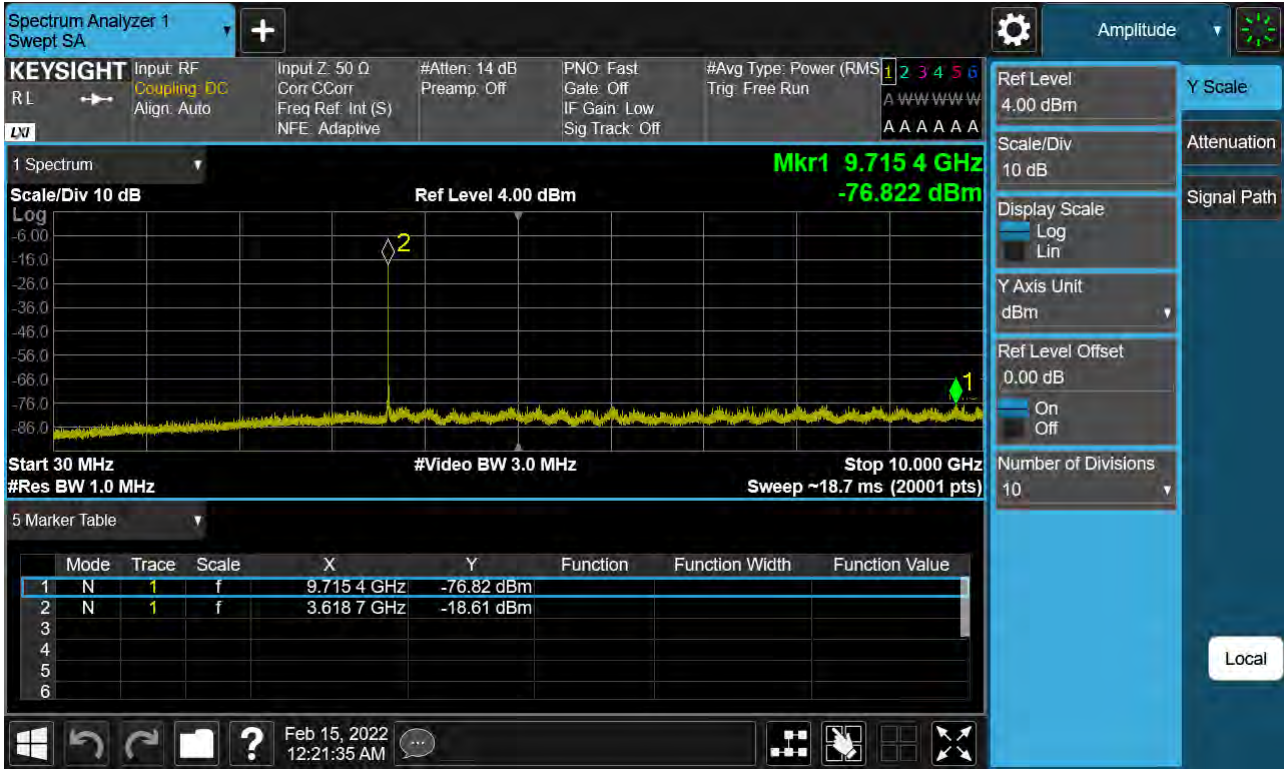 Spectrum Analyzer 1
Swept SA
Amplitude
KEYSIGHT
RL
LXI
Input: RF
Coupling: DC
Align: Auto
Input Z: 50 Ω
Corr CCorr
Freq Ref: Int (S)
NFE: Adaptive
#Atten: 14 dB
Preamp: Off
PNO: Fast
Gate: Off
IF Gain: Low
Sig Track: Off
#Avg Type: Power (RMS
Trig: Free Run
1 2 3 4 5 6
A W W W W W
A A A A A A
1 Spectrum
Mkr1 9.715 4 GHz
-76.822 dBm
Scale/Div 10 dB
Ref Level 4.00 dBm
Log
-6.00
-16.0
-26.0
-36.0
-46.0
-56.0
-66.0
-76.0
-86.0
2
1
Start 30 MHz
#Video BW 3.0 MHz
Stop 10.000 GHz
#Res BW 1.0 MHz
Sweep ~18.7 ms (20001 pts)
5 Marker Table
Mode Trace Scale X Y Function Function Width Function Value
1 N 1 f 9.715 4 GHz -76.82 dBm
2 N 1 f 3.618 7 GHz -18.61 dBm
3
4
5
6
Ref Level
4.00 dBm
Scale/Div
10 dB
Display Scale
Log
Lin
Y Axis Unit
dBm
Ref Level Offset
0.00 dB
On
Off
Number of Divisions
10
Y Scale
Attenuation
Signal Path
Local
?
Feb 15, 2022
12:21:35 AM